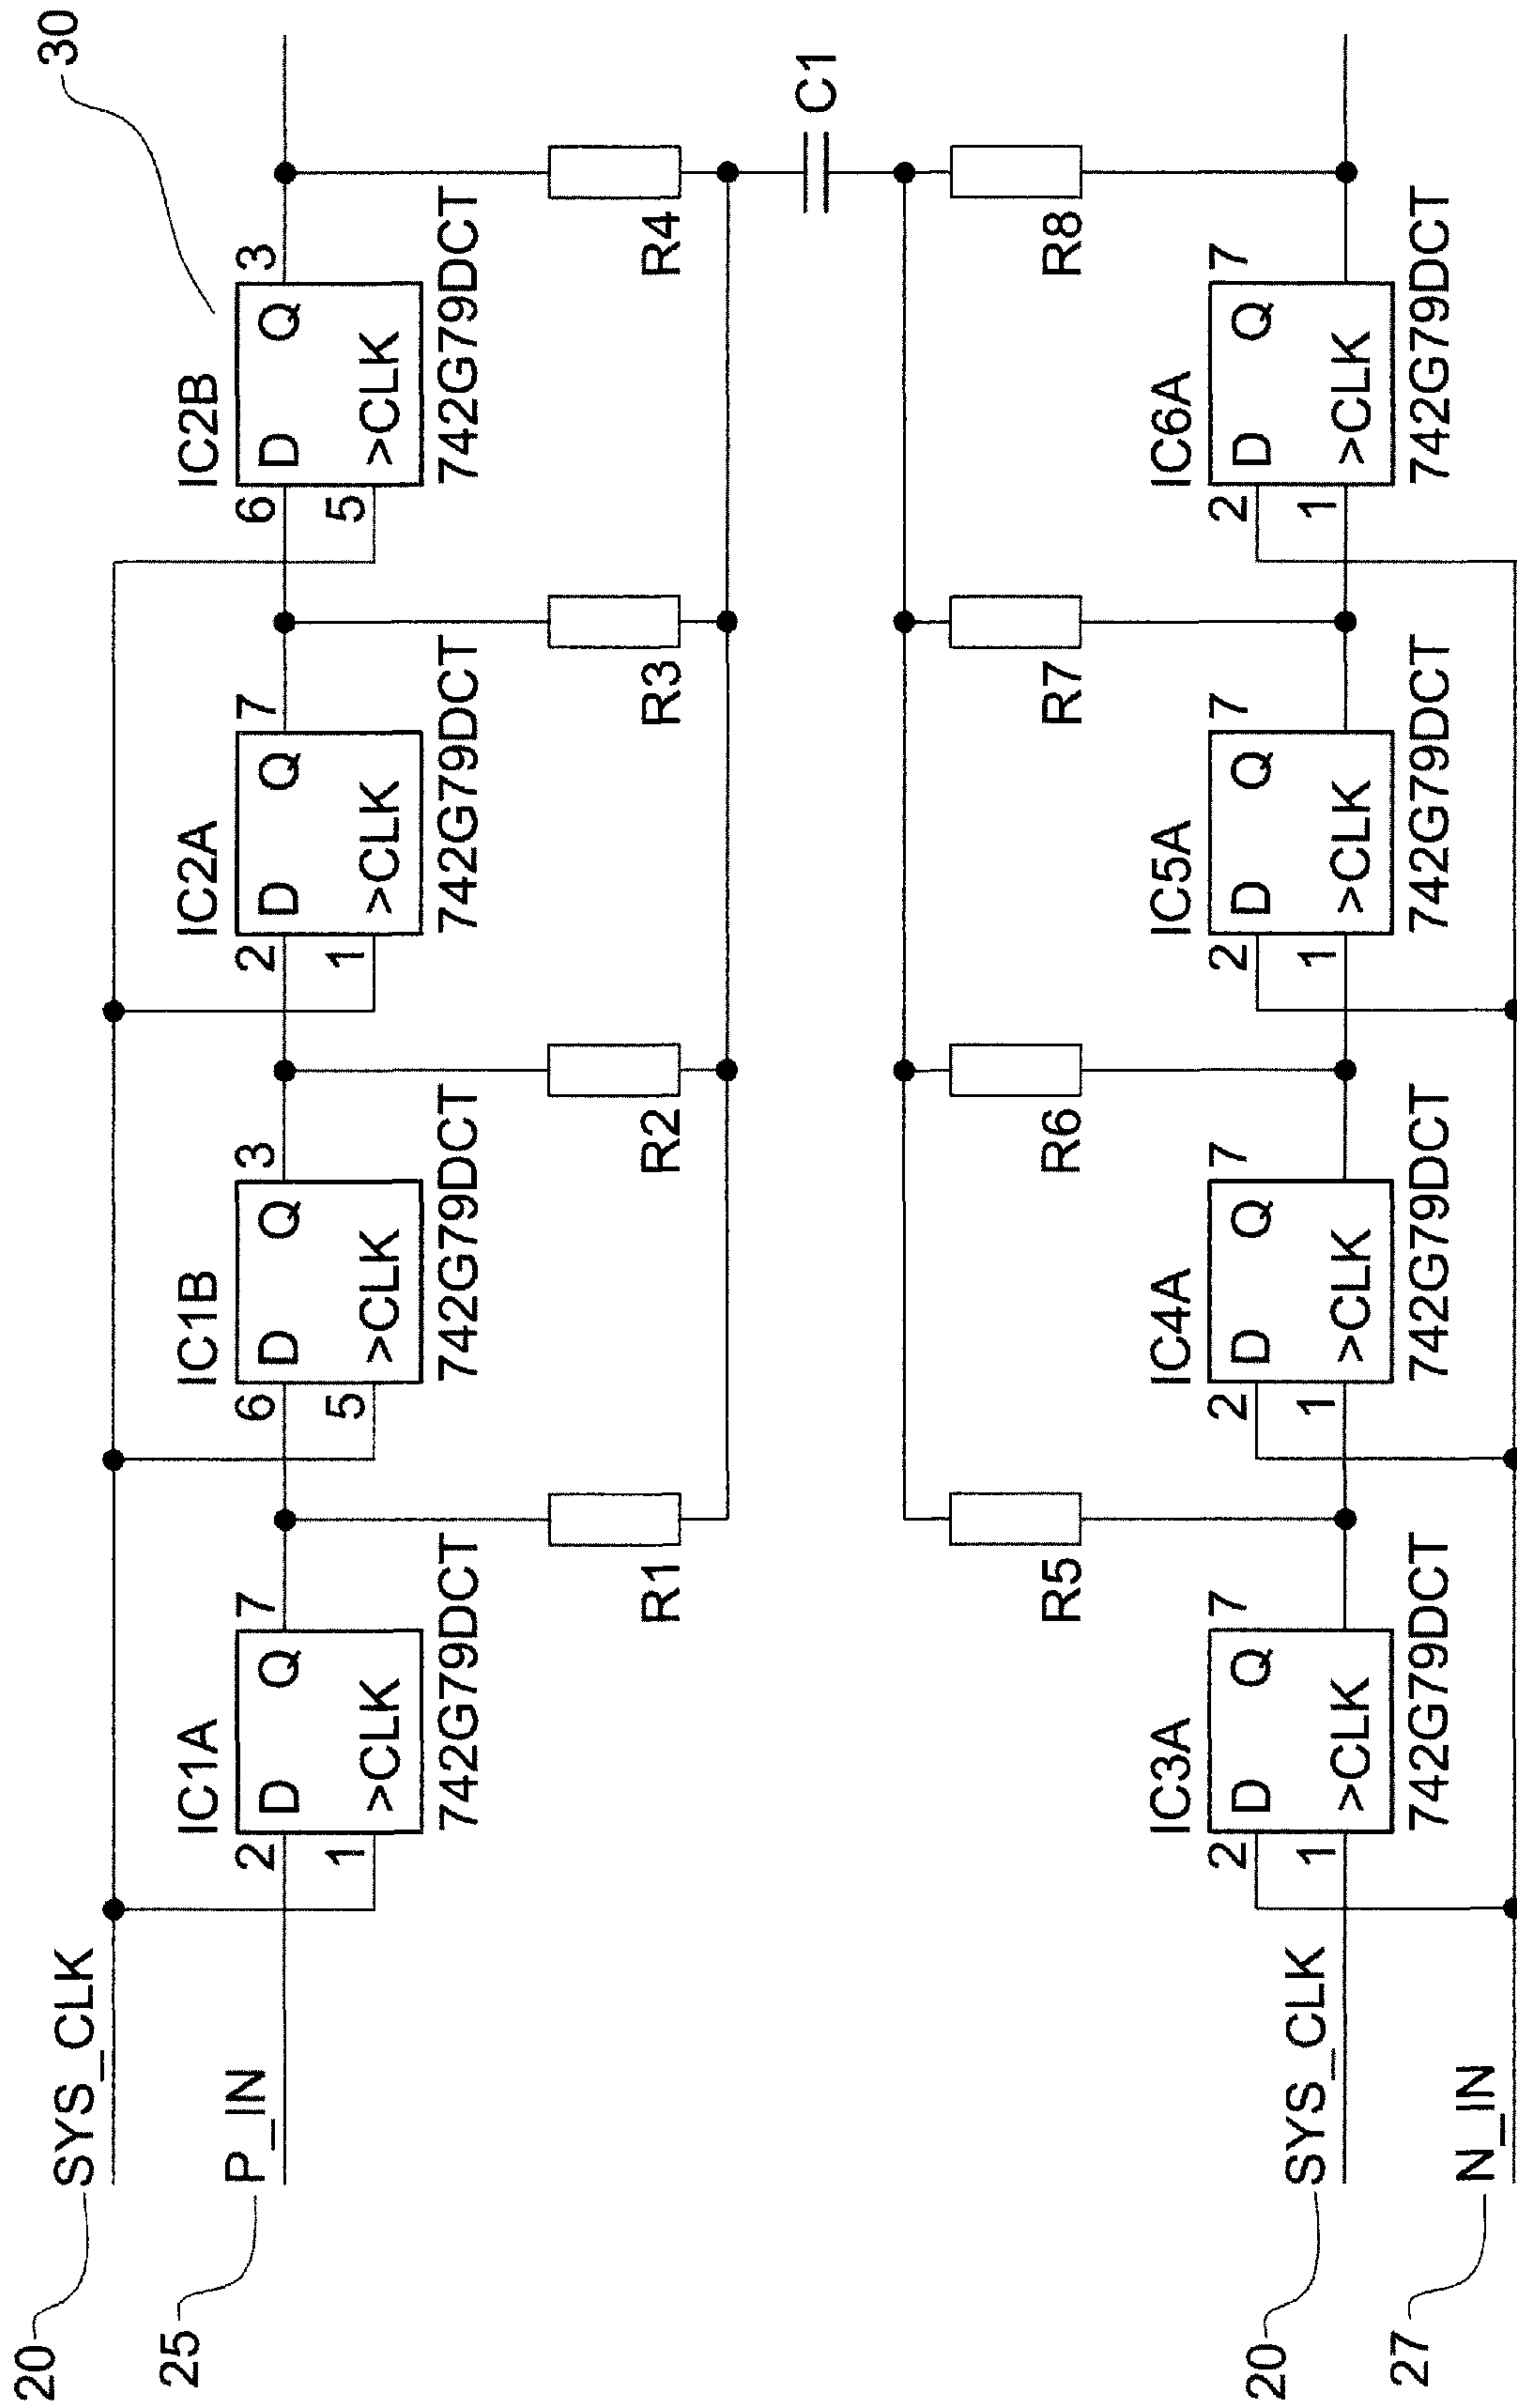 30
IC1A
IC1B
IC2A
IC2B
20
SYS_CLK
25
P_IN
2
D
Q
7
1
>CLK
742G79DCT
6
D
Q
3
5
>CLK
742G79DCT
2
D
Q
7
1
>CLK
742G79DCT
6
D
Q
3
5
>CLK
742G79DCT
R1
R2
R3
R4
C1
R5
R6
R7
R8
IC3A
IC4A
IC5A
IC6A
2
D
Q
7
1
>CLK
742G79DCT
2
D
Q
7
1
>CLK
742G79DCT
2
D
Q
7
1
>CLK
742G79DCT
2
D
Q
7
1
>CLK
742G79DCT
20
SYS_CLK
27
N_IN